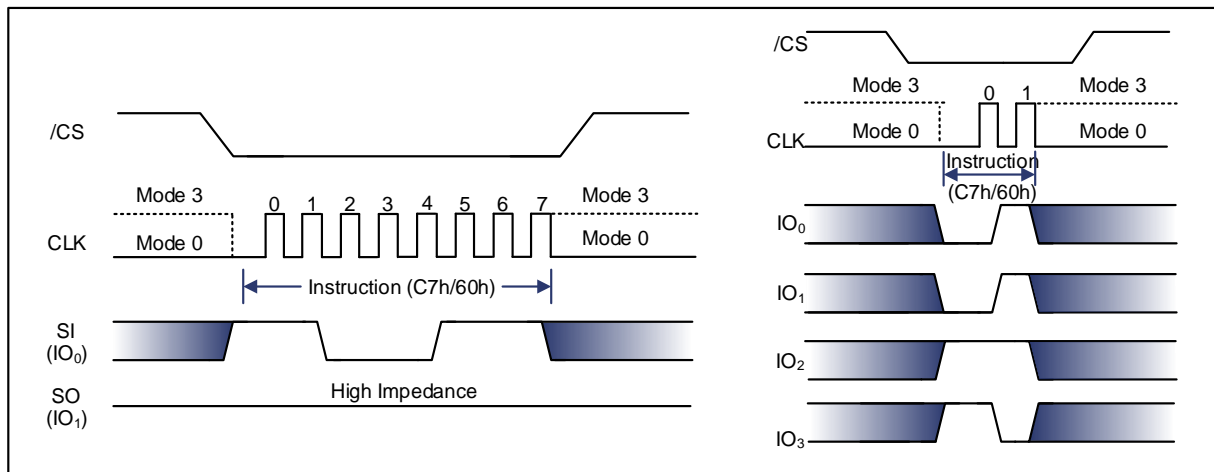 /CS
Mode 3
Mode 3
0 1 2 3 4 5 6 7
CLK
Mode 0
Mode 0
Instruction (C7h/60h)
SI
(IO0)
High Impedance
SO
(IO1)
/CS
Mode 3
0 1
Mode 3
CLK
Mode 0
Mode 0
Instruction
(C7h/60h)
IO0
IO1
IO2
IO3